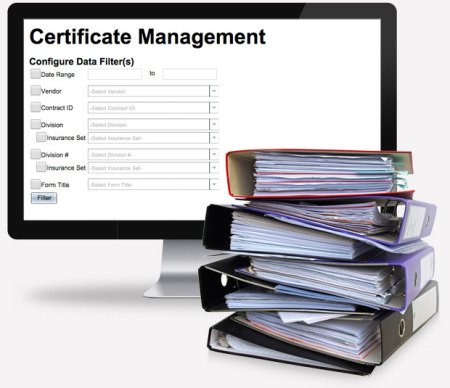 Certificate Management
Configure Data Filter(s)
Date Range to
Vendor -Select Vendor-
Contract ID -Select Contract ID-
Division -Select Division-
Insurance Set -Select Insurance Set-
Division # -Select Division #-
Insurance Set -Select Insurance Set-
Form Title -Select Form Title-
Filter